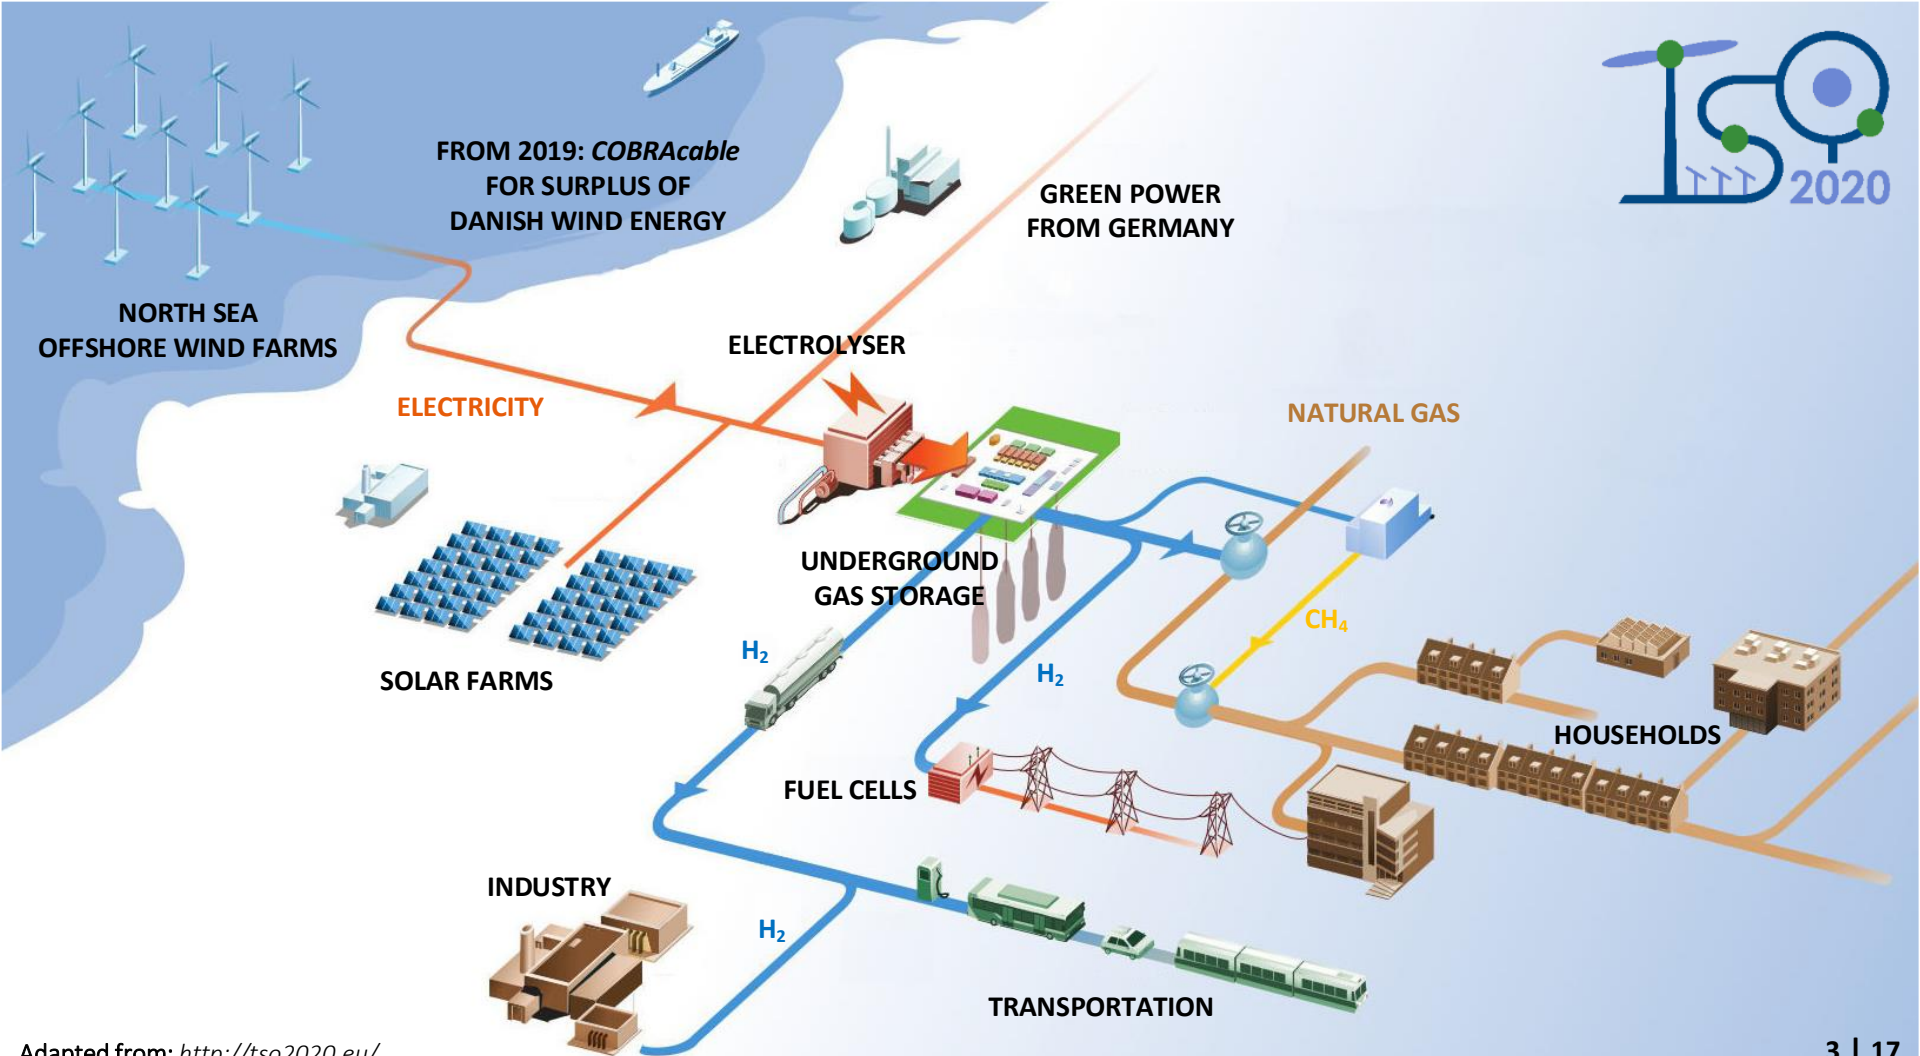 FROM 2019: COBRAcable
FOR SURPLUS OF
DANISH WIND ENERGY
GREEN POWER
FROM GERMANY
TSO
2020
NORTH SEA
OFFSHORE WIND FARMS
ELECTROLYSER
ELECTRICITY
NATURAL GAS
UNDERGROUND
GAS STORAGE
CH₄
H₂
H₂
SOLAR FARMS
HOUSEHOLDS
FUEL CELLS
INDUSTRY
H₂
TRANSPORTATION
Adapted from: http://tso2020.eu/
3 | 17